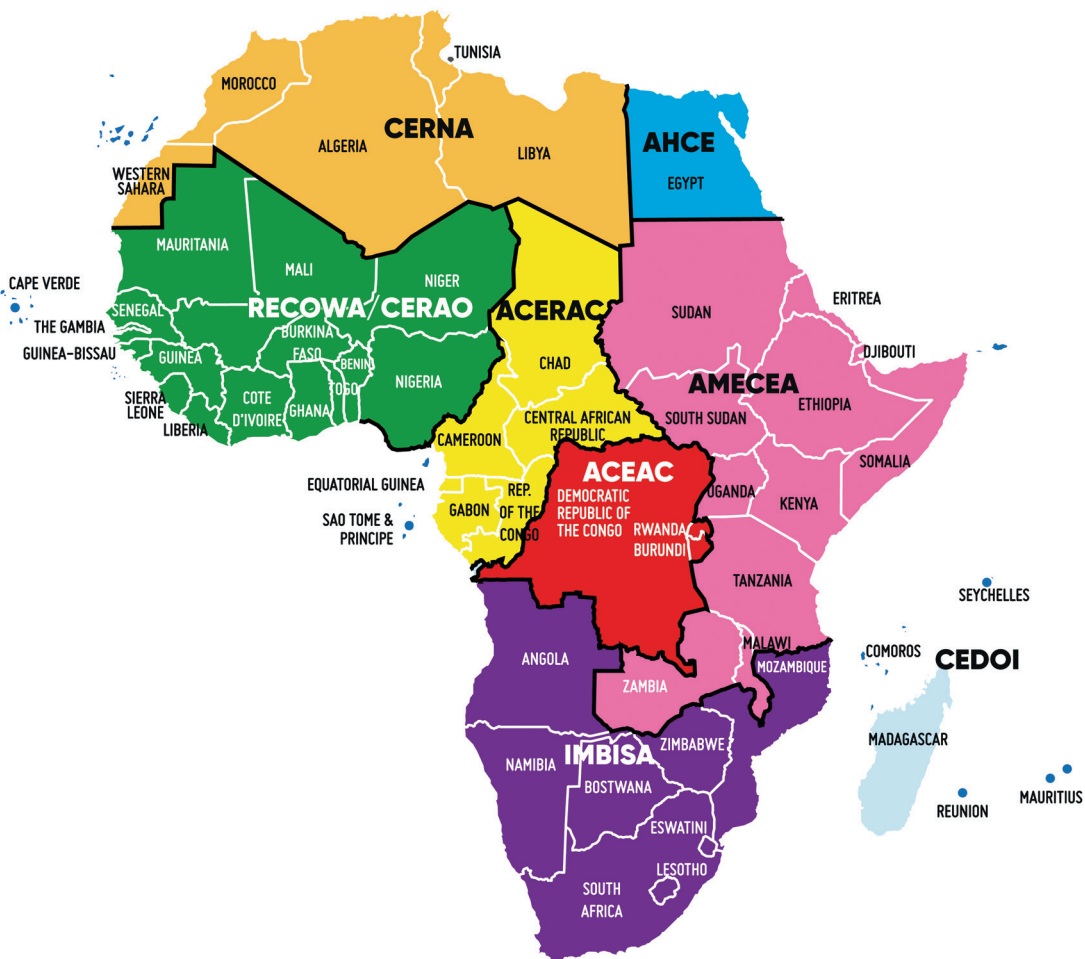 TUNISIA
MOROCCO
CERNA
ALGERIA
LIBYA
AHCE
EGYPT
WESTERN
SAHARA
MAURITANIA
MALI
NIGER
CAPE VERDE
SENEGAL
RECOWA/CERAO
THE GAMBIA
GUINEA-BISSAU
GUINEA
BURKINA
FASO
BENIN
TOGO
NIGERIA
SIERRA
LEONE
LIBERIA
COTE
D'IVOIRE
GHANA
ACERAC
CHAD
CENTRAL AFRICAN
REPUBLIC
CAMEROON
EQUATORIAL GUINEA
GABON
REP.
OF THE
CONGO
SAO TOME &
PRINCIPE
SUDAN
ERITREA
DJIBOUTI
AMECEA
SOUTH SUDAN
ETHIOPIA
SOMALIA
UGANDA
KENYA
ACEAC
DEMOCRATIC
REPUBLIC OF
THE CONGO
RWANDA
BURUNDI
TANZANIA
SEYCHELLES
MALAWI
ZAMBIA
COMOROS
CEDOI
MADAGASCAR
REUNION
MAURITIUS
ANGOLA
MOZAMBIQUE
IMBISA
ZIMBABWE
NAMIBIA
BOSTWANA
ESWATINI
LESOTHO
SOUTH
AFRICA